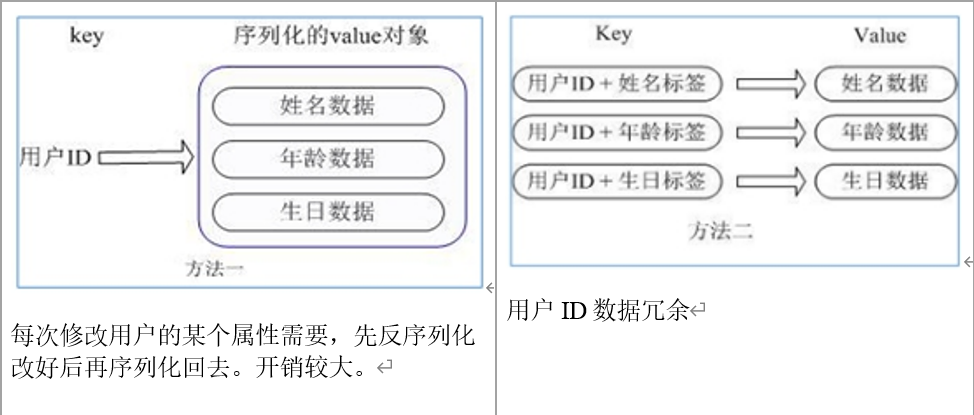 key 序列化的value对象
姓名数据
用户ID
年龄数据
生日数据
方法一
每次修改用户的某个属性需要，先反序列化
改好后再序列化回去。开销较大。
Key Value
用户ID + 姓名标签 姓名数据
用户ID + 年龄标签 年龄数据
用户ID + 生日标签 生日数据
方法二
用户 ID 数据冗余